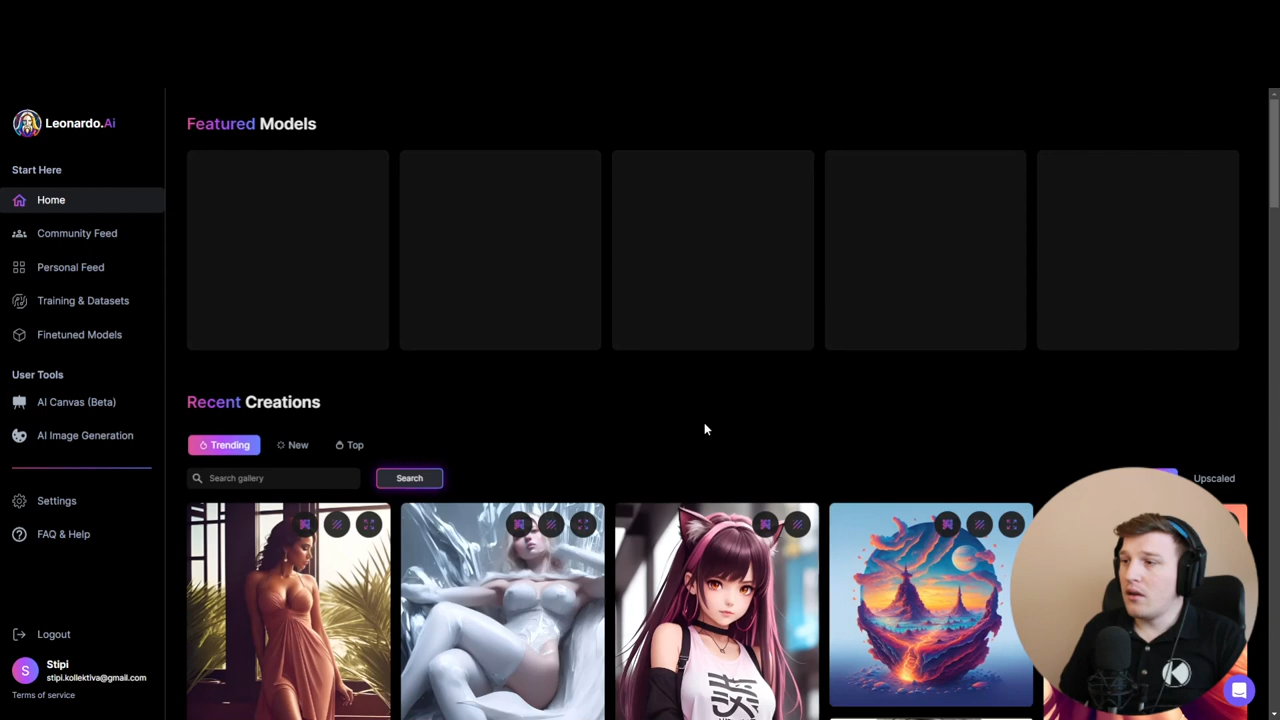 Leonardo.Ai
Start Here
Home
Community Feed
Personal Feed
Training & Datasets
Finetuned Models
User Tools
AI Canvas (Beta)
AI Image Generation
Settings
FAQ & Help
Logout
S
Stipi
stipi.kollektiva@gmail.com
Terms of service
Featured Models
Recent Creations
Trending
New
Top
Search gallery
Search
Upscaled
K